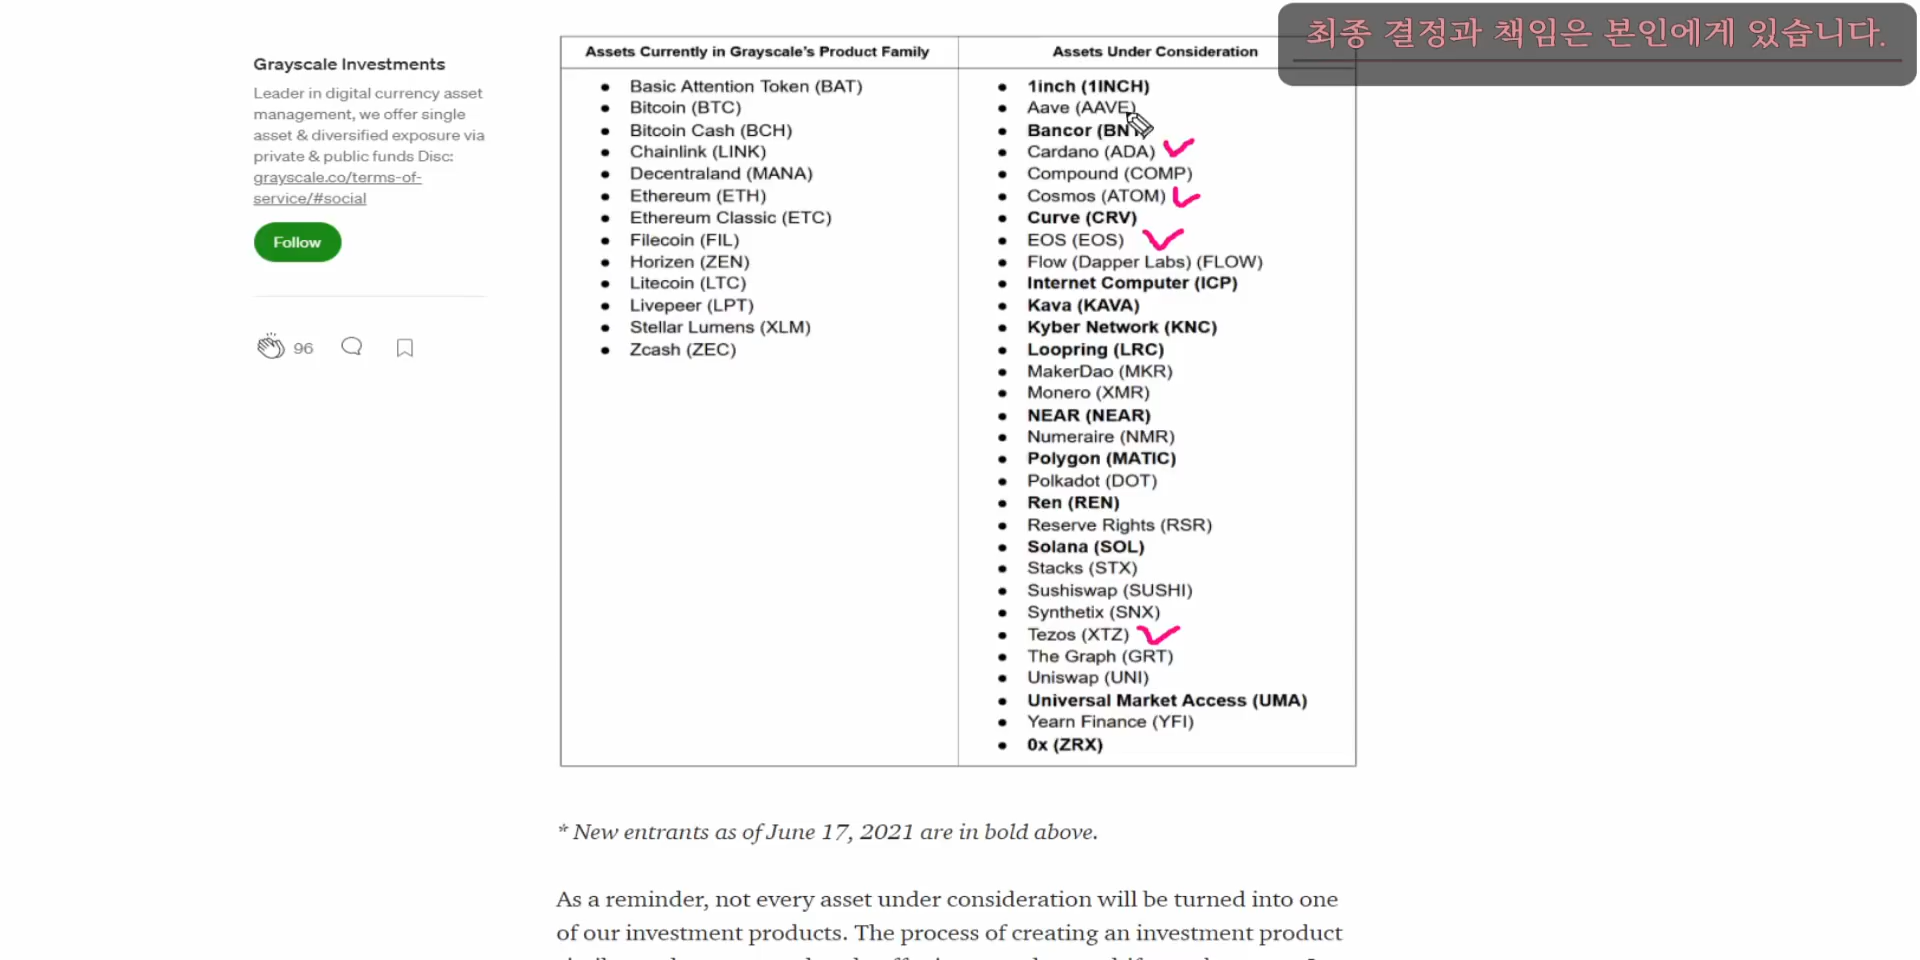 최종 결정과 책임은 본인에게 있습니다.
Grayscale Investments
Leader in digital currency asset
management, we offer single
asset & diversified exposure via
private & public funds Disc:
grayscale.co/terms-of-
service/#social
Follow
96
Assets Currently in Grayscale's Product Family
Basic Attention Token (BAT)
Bitcoin (BTC)
Bitcoin Cash (BCH)
Chainlink (LINK)
Decentraland (MANA)
Ethereum (ETH)
Ethereum Classic (ETC)
Filecoin (FIL)
Horizen (ZEN)
Litecoin (LTC)
Livepeer (LPT)
Stellar Lumens (XLM)
Zcash (ZEC)
Assets Under Consideration
1inch (1INCH)
Aave (AAVE)
Bancor
Cardano (ADA)
Compound (COMP)
Cosmos (ATOM)
Curve (CRV)
EOS (EOS)
Flow (Dapper Labs) (FLOW)
Internet Computer (ICP)
Kava (KAVA)
Kyber Network (KNC)
Loopring (LRC)
MakerDao (MKR)
Monero (XMR)
NEAR (NEAR)
Numeraire (NMR)
Polygon (MATIC)
Polkadot (DOT)
Ren (REN)
Reserve Rights (RSR)
Solana (SOL)
Stacks (STX)
Sushiswap (SUSHI)
Synthetix (SNX)
Tezos (XTZ)
The Graph (GRT)
Uniswap (UNI)
Universal Market Access (UMA)
Yearn Finance (YFI)
0x (ZRX)
* New entrants as of June 17, 2021 are in bold above.
As a reminder, not every asset under consideration will be turned into one
of our investment products. The process of creating an investment product